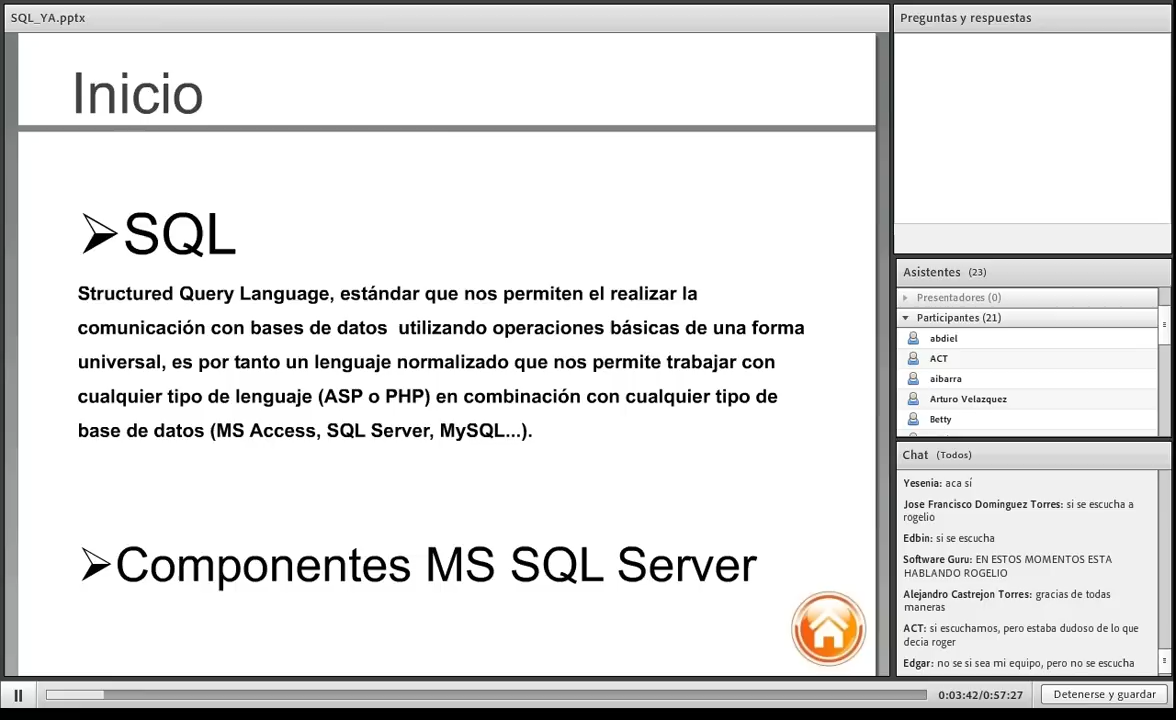 SQL_YA.pptx
Inicio
➢SQL
Structured Query Language, estándar que nos permiten el realizar la
comunicación con bases de datos  utilizando operaciones básicas de una forma
universal, es por tanto un lenguaje normalizado que nos permite trabajar con
cualquier tipo de lenguaje (ASP o PHP) en combinación con cualquier tipo de
base de datos (MS Access, SQL Server, MySQL...).
➢Componentes MS SQL Server
Preguntas y respuestas
Asistentes (23)
Presentadores (0)
Participantes (21)
abdiel
ACT
aibarra
Arturo Velazquez
Betty
Chat (Todos)
Yesenia: aca sí
Jose Francisco Dominguez Torres: si se escucha a
rogelio
Edbin: si se escucha
Software Guru: EN ESTOS MOMENTOS ESTA
HABLANDO ROGELIO
Alejandro Castrejon Torres: gracias de todas
maneras
ACT: si escuchamos, pero estaba dudoso de lo que
decia roger
Edgar: no se si sea mi equipo, pero no se escucha
0:03:42/0:57:27
Detenerse y guardar